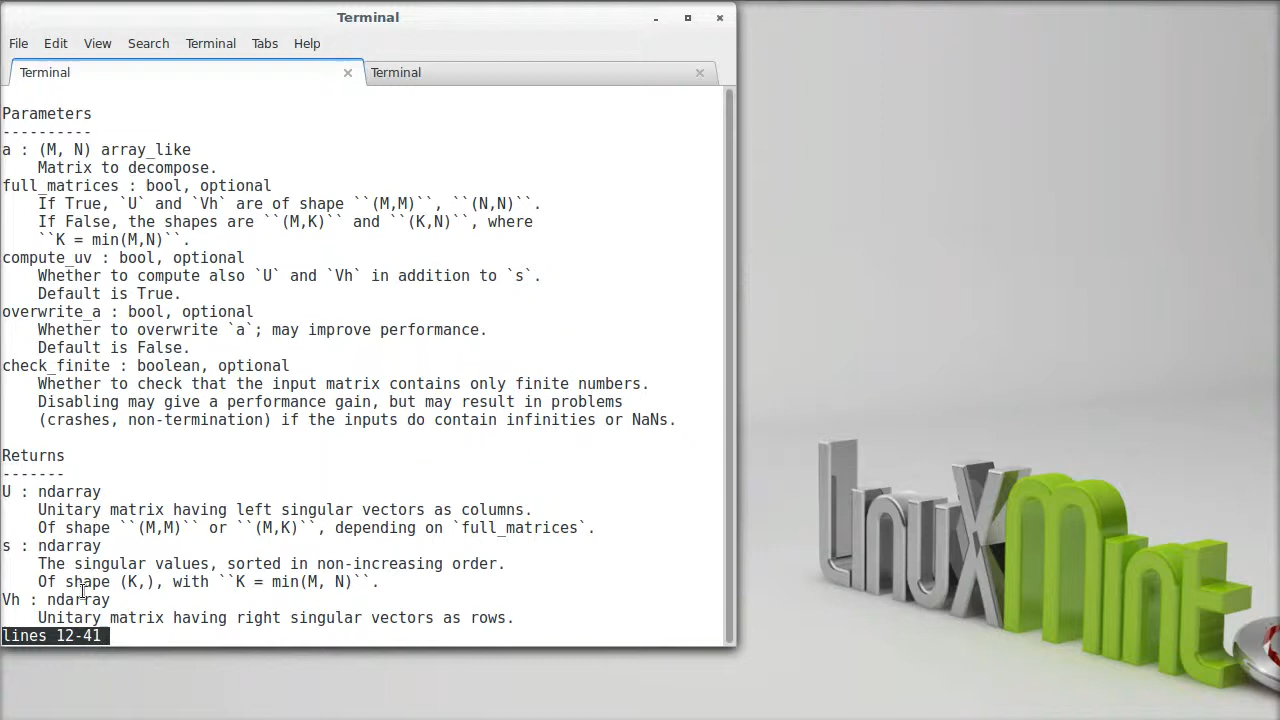 Terminal
File Edit View Search Terminal Tabs Help
Terminal Terminal
Parameters
----------
a : (M, N) array_like
Matrix to decompose.
full_matrices : bool, optional
If True, `U` and `Vh` are of shape ``(M,M)``, ``(N,N)``.
If False, the shapes are ``(M,K)`` and ``(K,N)``, where
``K = min(M,N)``.
compute_uv : bool, optional
Whether to compute also `U` and `Vh` in addition to `s`.
Default is True.
overwrite_a : bool, optional
Whether to overwrite `a`; may improve performance.
Default is False.
check_finite : boolean, optional
Whether to check that the input matrix contains only finite numbers.
Disabling may give a performance gain, but may result in problems
(crashes, non-termination) if the inputs do contain infinities or NaNs.
Returns
-------
U : ndarray
Unitary matrix having left singular vectors as columns.
Of shape ``(M,M)`` or ``(M,K)``, depending on `full_matrices`.
s : ndarray
The singular values, sorted in non-increasing order.
Of shape (K,), with ``K = min(M, N)``.
Vh : ndarray
Unitary matrix having right singular vectors as rows.
lines 12-41
LinuxMint